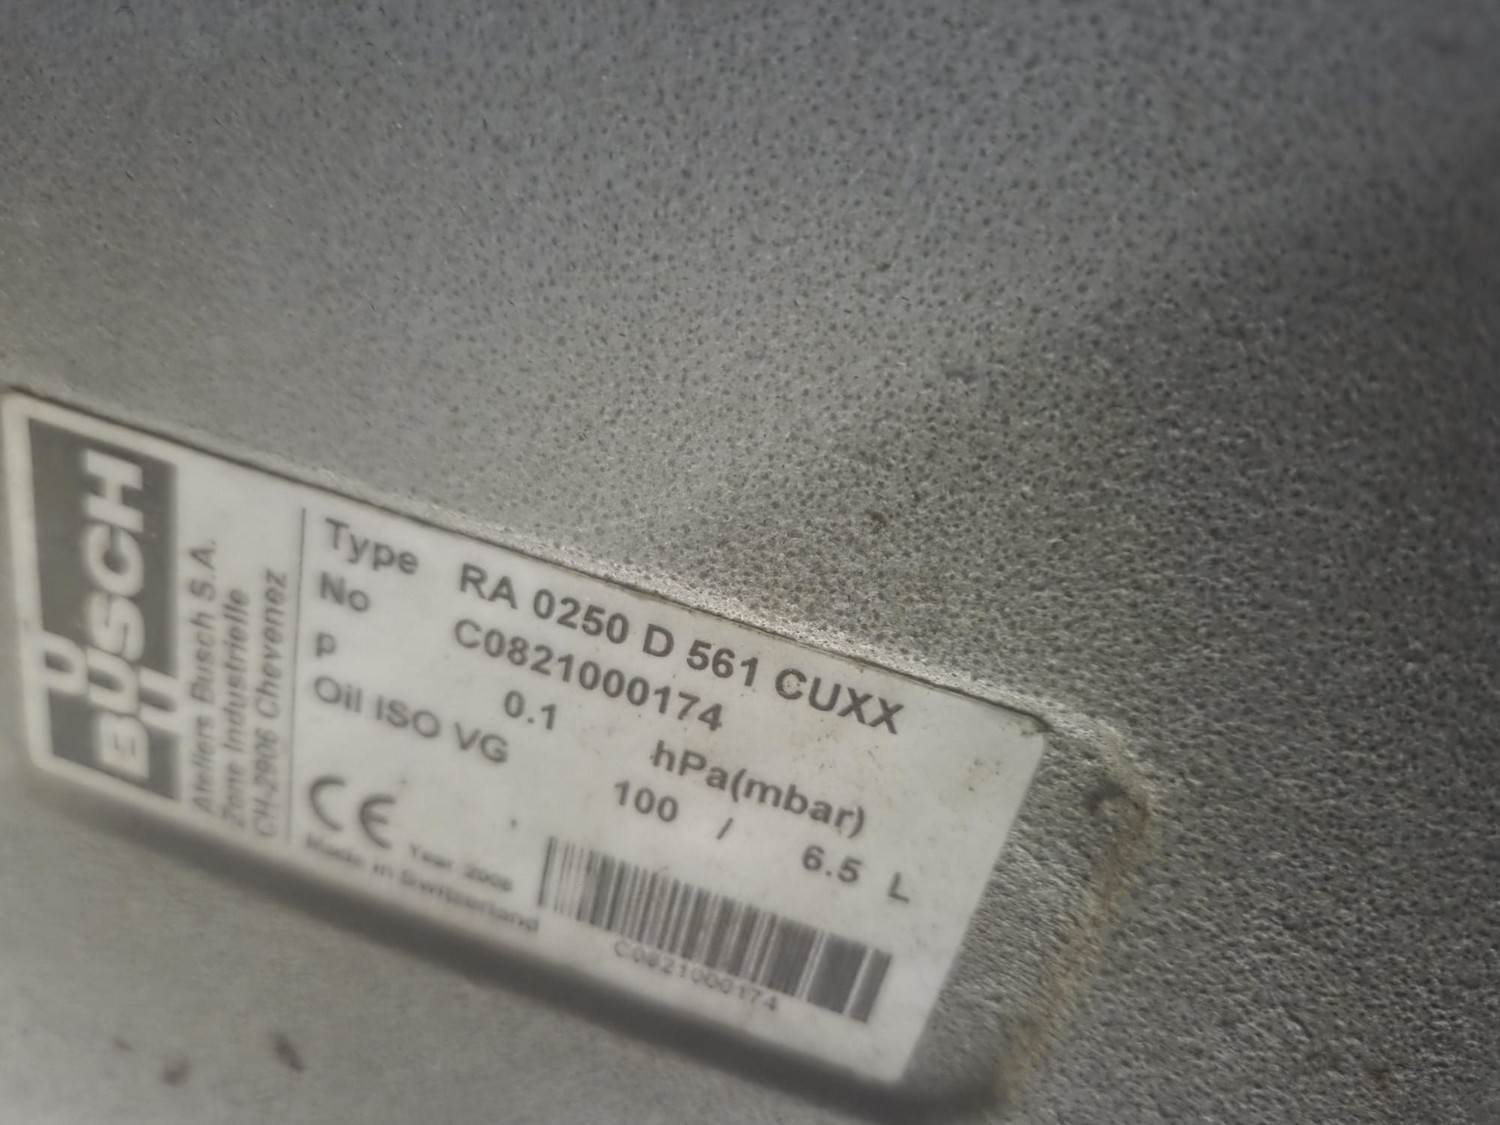 BUSCH
Ateliers Busch S.A.
Zone Industrielle
CH-2906 Chevenez
Type RA 0250 D 561 CUXX
No C0821000174
P 0.1 hPa(mbar)
Oil ISO VG 100 / 6.5 L
CE Year
Made in Switzerland
C0821000174